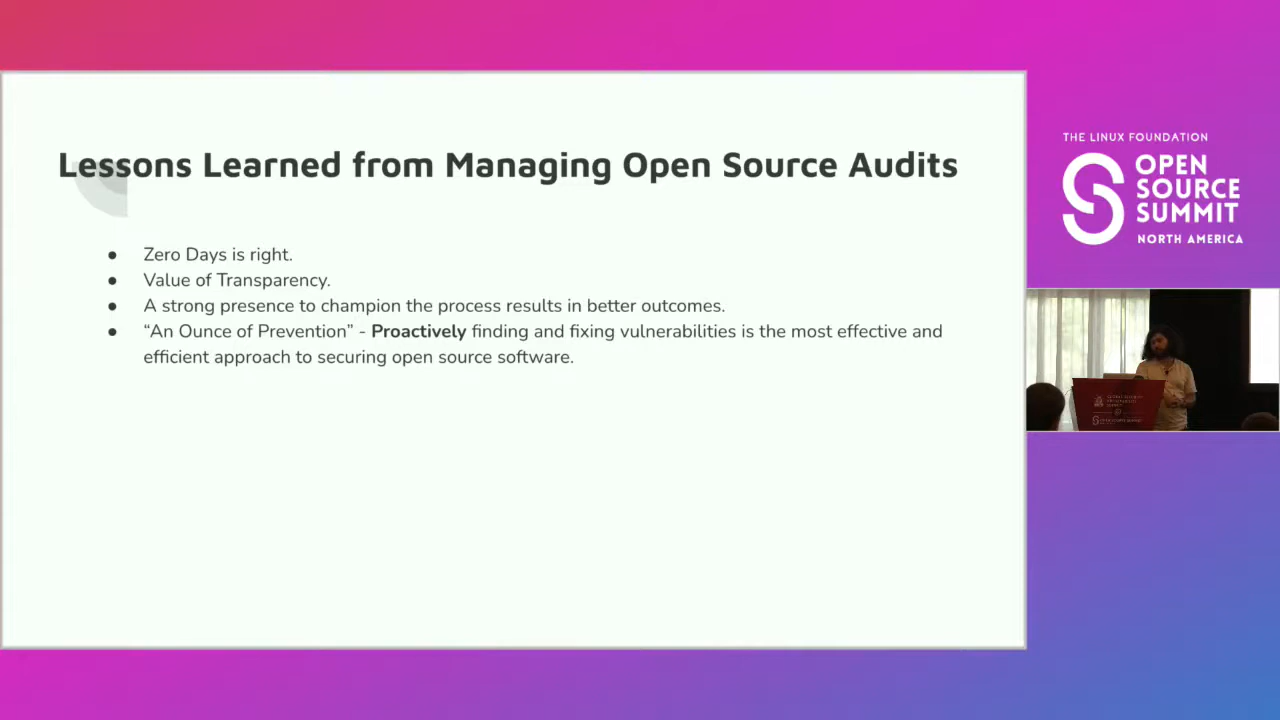 Lessons Learned from Managing Open Source Audits
● Zero Days is right.
● Value of Transparency.
● A strong presence to champion the process results in better outcomes.
● “An Ounce of Prevention” - Proactively finding and fixing vulnerabilities is the most effective and
efficient approach to securing open source software.
THE LINUX FOUNDATION
OPEN
SOURCE
SUMMIT
NORTH AMERICA